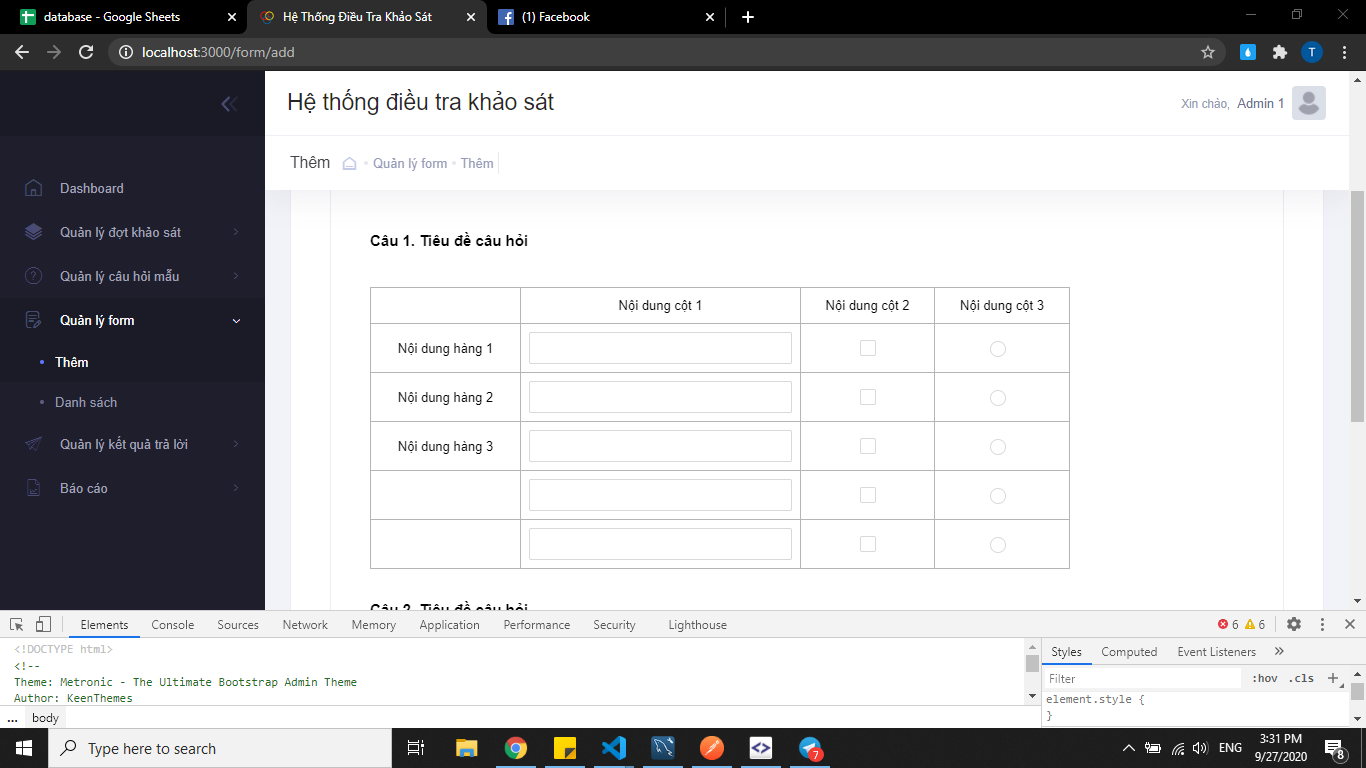 database - Google Sheets
Hệ Thống Điều Tra Khảo Sát
(1) Facebook
localhost:3000/form/add
T
Hệ thống điều tra khảo sát
Xin chào, Admin 1
Thêm
Quản lý form
Thêm
Dashboard
Quản lý đợt khảo sát
Quản lý câu hỏi mẫu
Quản lý form
Thêm
Danh sách
Quản lý kết quả trả lời
Báo cáo
Câu 1. Tiêu đề câu hỏi
Nội dung cột 1
Nội dung cột 2
Nội dung cột 3
Nội dung hàng 1
Nội dung hàng 2
Nội dung hàng 3
Câu 2. Tiêu đề câu hỏi
Elements
Console
Sources
Network
Memory
Application
Performance
Security
Lighthouse
6
6
<!DOCTYPE html>
<!--
Theme: Metronic - The Ultimate Bootstrap Admin Theme
Author: KeenThemes
... body
Styles
Computed
Event Listeners
Filter
:hov .cls
element.style {
}
Type here to search
7
ENG
3:31 PM
9/27/2020
8